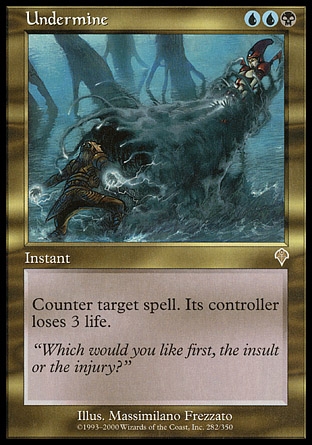 Undermine
Instant
Counter target spell. Its controller
loses 3 life.
“Which would you like first, the insult
or the injury?”
Illus. Massimilano Frezzato
©1993–2000 Wizards of the Coast, Inc. 282/350